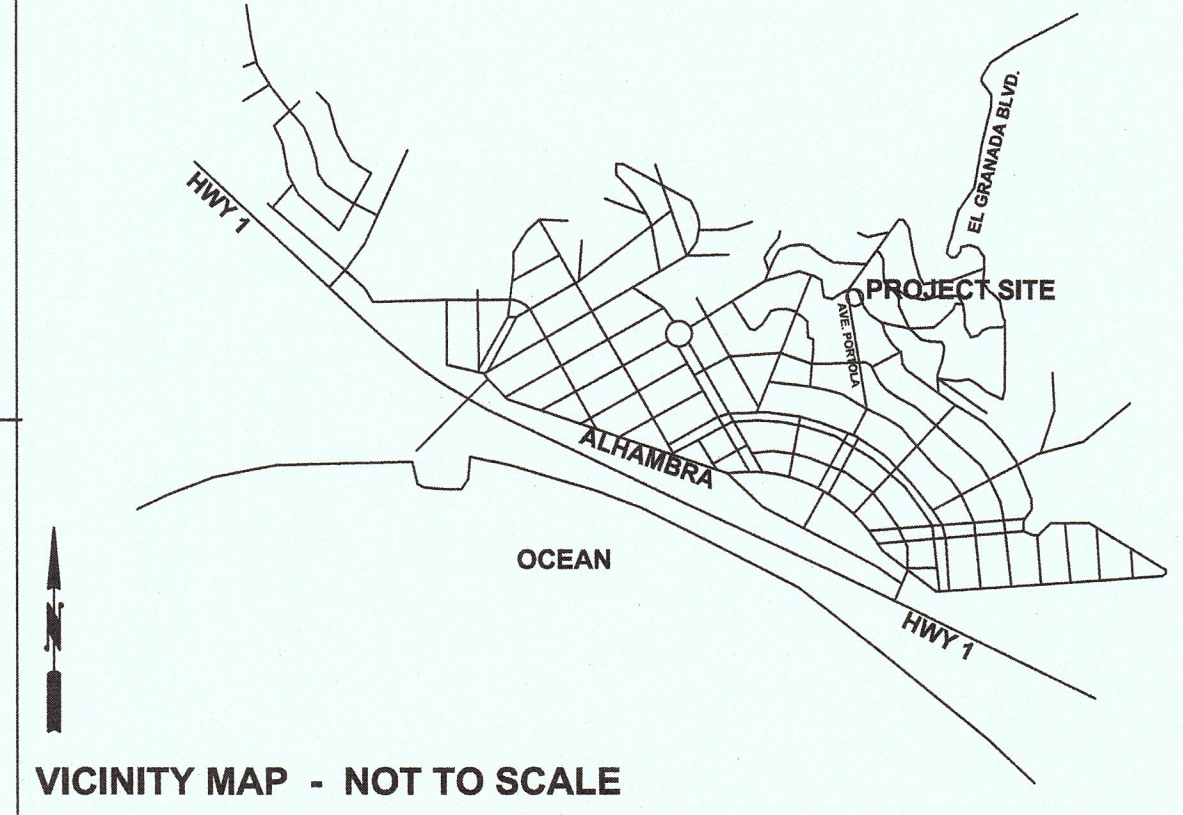 HWY 1
EL GRANADA BLVD.
PROJECT SITE
AVE. PORTOLA
ALHAMBRA
OCEAN
HWY 1
N
VICINITY MAP - NOT TO SCALE